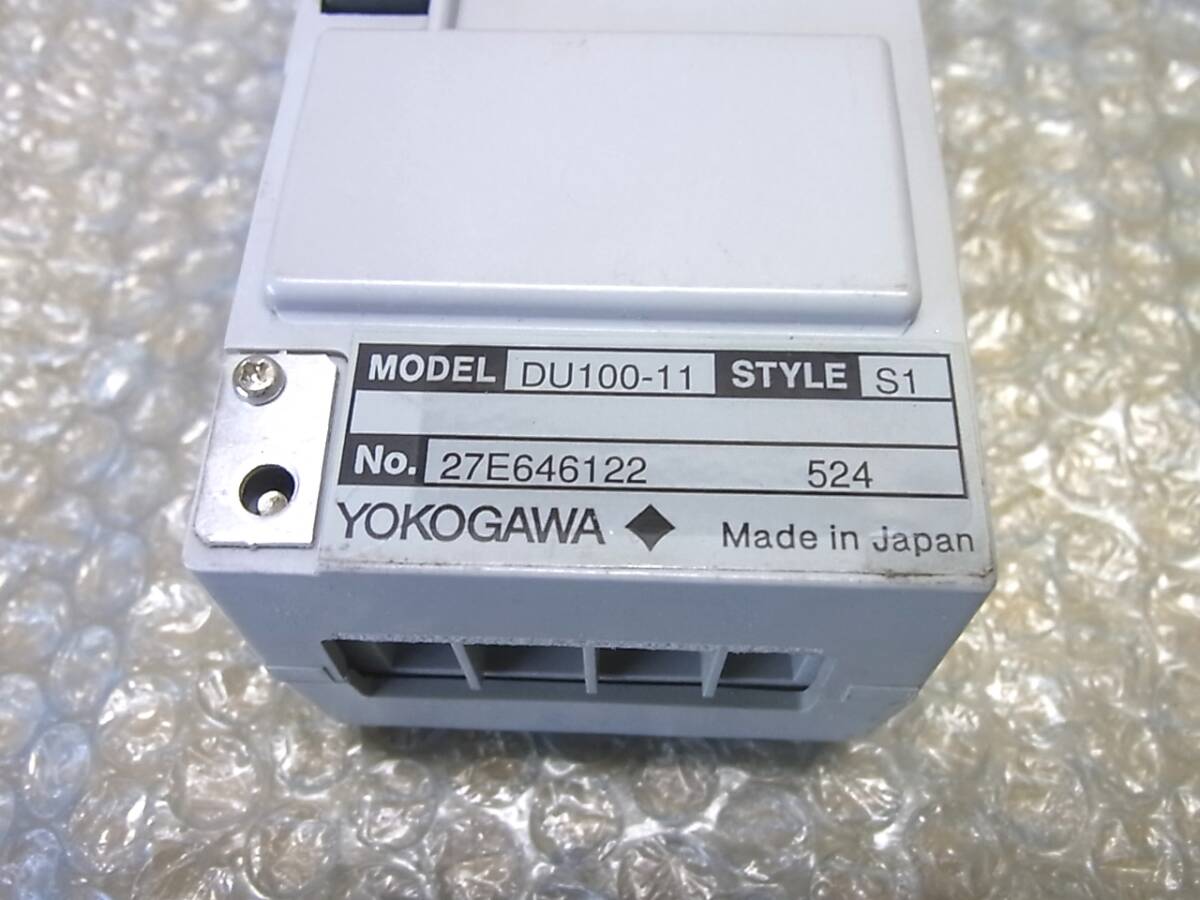 MODEL DU100-11 STYLE S1
No. 27E646122 524
YOKOGAWA Made in Japan